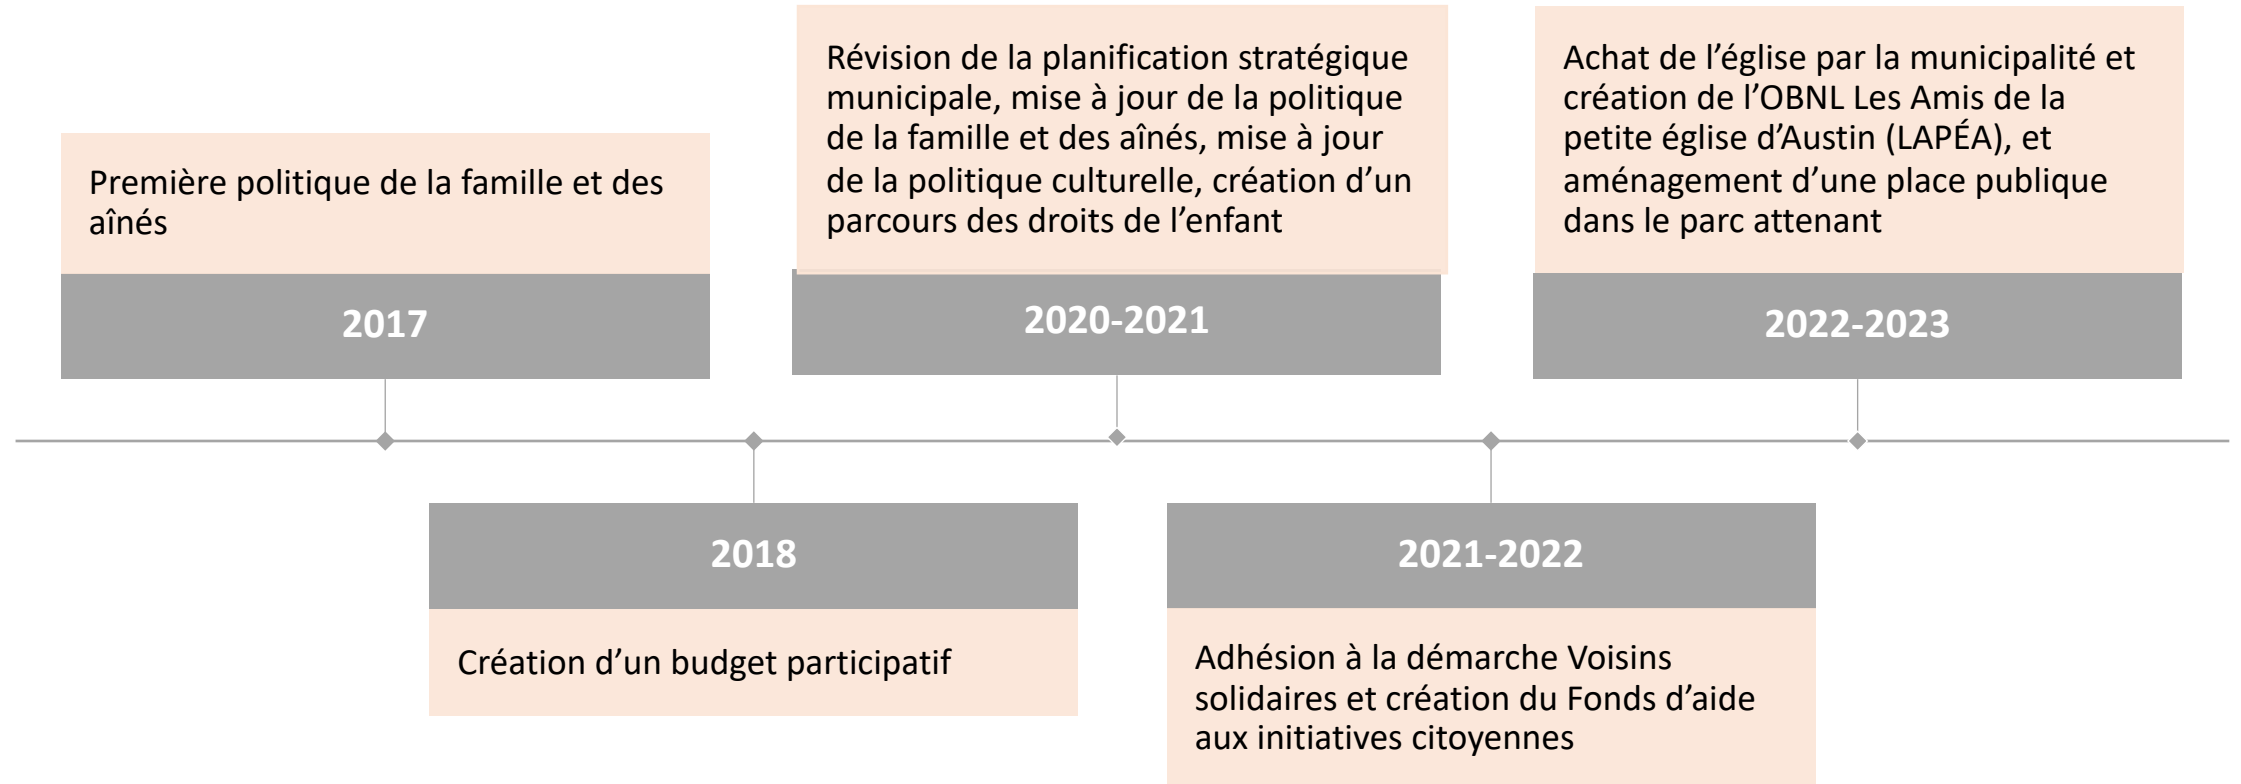 Première politique de la famille et des
aînés
2017
2018
Création d’un budget participatif
Révision de la planification stratégique
municipale, mise à jour de la politique
de la famille et des aînés, mise à jour
de la politique culturelle, création d’un
parcours des droits de l’enfant
2020-2021
2021-2022
Adhésion à la démarche Voisins
solidaires et création du Fonds d’aide
aux initiatives citoyennes
Achat de l’église par la municipalité et
création de l’OBNL Les Amis de la
petite église d’Austin (LAPÉA), et
aménagement d’une place publique
dans le parc attenant
2022-2023